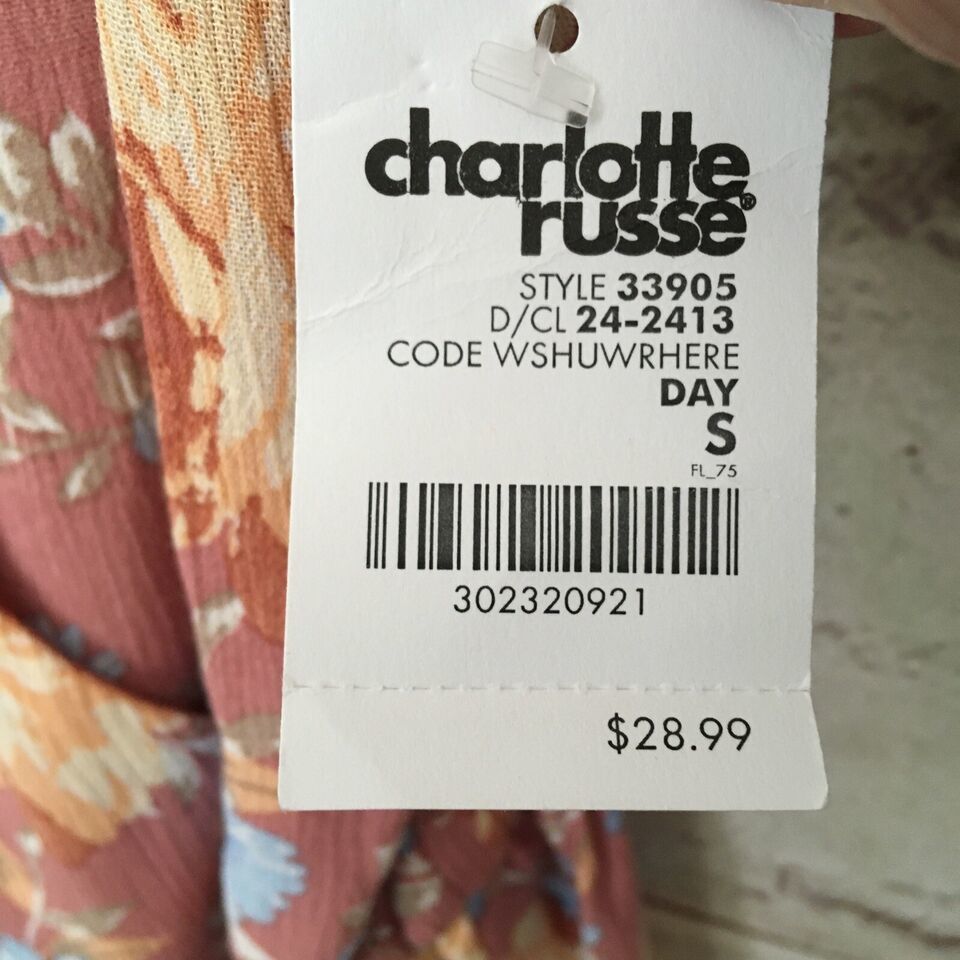 charlotte
russe®
STYLE 33905
D/CL 24-2413
CODE WSHUWRHERE
DAY
S
FL_75
302320921
$28.99